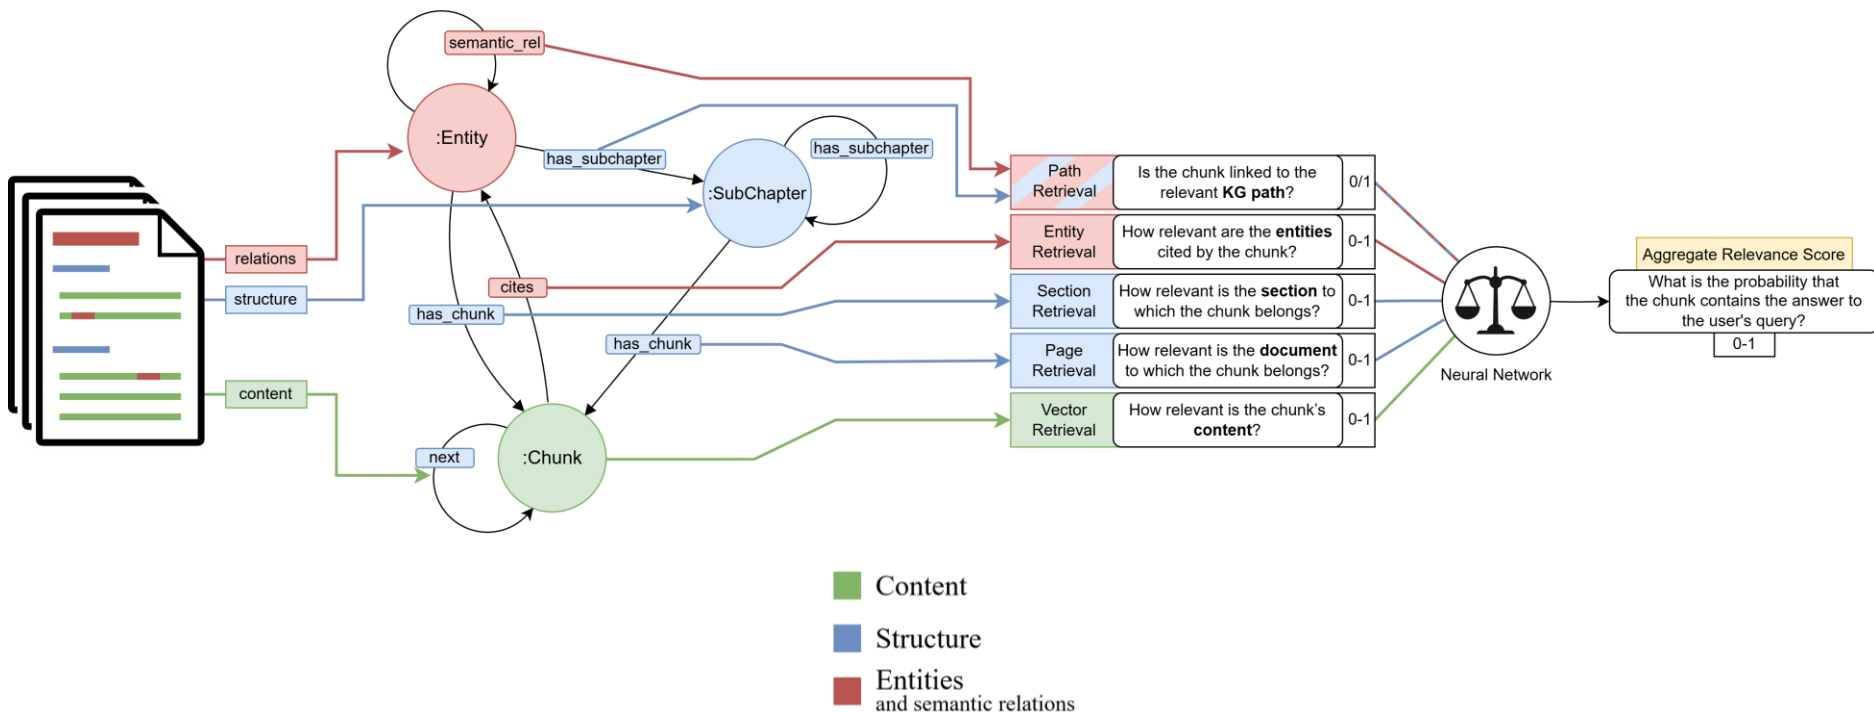 semantic_rel
:Entity
has_subchapter
has_subchapter
:SubChapter
relations
structure
content
cites
has_chunk
has_chunk
next
:Chunk
Path
Retrieval
Is the chunk linked to the
relevant KG path?
0/1
Entity
Retrieval
How relevant are the entities
cited by the chunk?
0-1
Section
Retrieval
How relevant is the section to
which the chunk belongs?
0-1
Page
Retrieval
How relevant is the document
to which the chunk belongs?
0-1
Vector
Retrieval
How relevant is the chunk's
content?
0-1
Neural Network
Aggregate Relevance Score
What is the probability that
the chunk contains the answer to
the user's query?
0-1
Content
Structure
Entities
and semantic relations